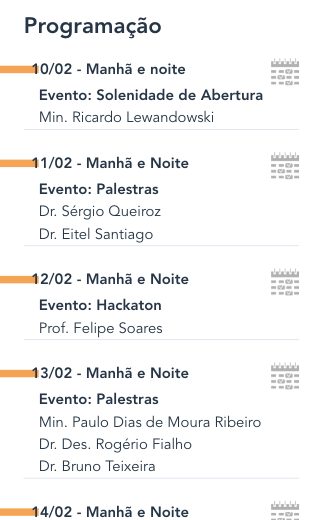 Programação
10/02 - Manhã e noite
Evento: Solenidade de Abertura
Min. Ricardo Lewandowski
11/02 - Manhã e Noite
Evento: Palestras
Dr. Sérgio Queiroz
Dr. Eitel Santiago
12/02 - Manhã e Noite
Evento: Hackaton
Prof. Felipe Soares
13/02 - Manhã e Noite
Evento: Palestras
Min. Paulo Dias de Moura Ribeiro
Dr. Des. Rogério Fialho
Dr. Bruno Teixeira
14/02 - Manhã e Noite